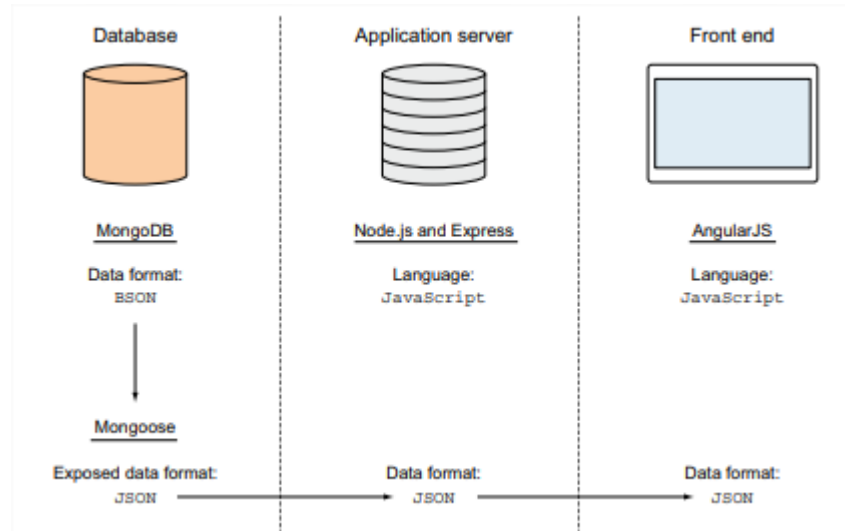 Database
Application server
Front end
MongoDB
Node.js and Express
AngularJS
Data format:
BSON
Language:
JavaScript
Language:
JavaScript
Mongoose
Exposed data format:
JSON
Data format:
JSON
Data format:
JSON